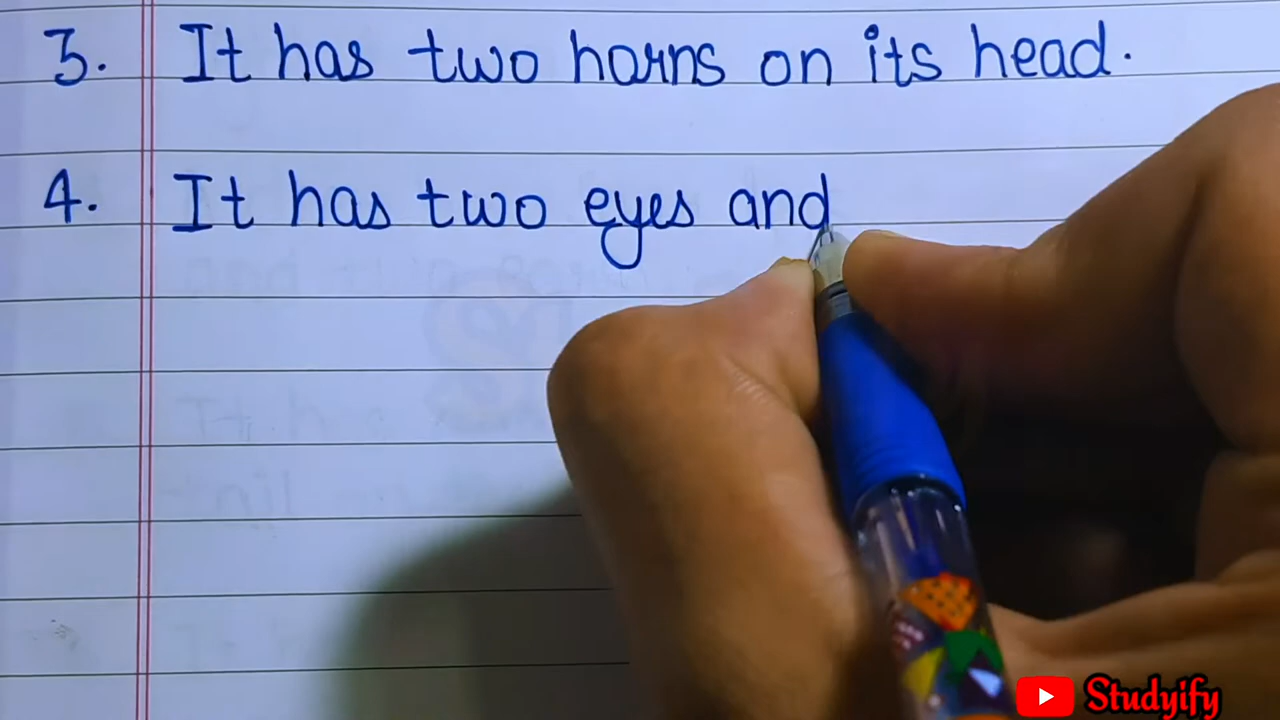 3. It has two horns on its head.
4. It has two eyes and
Studyify